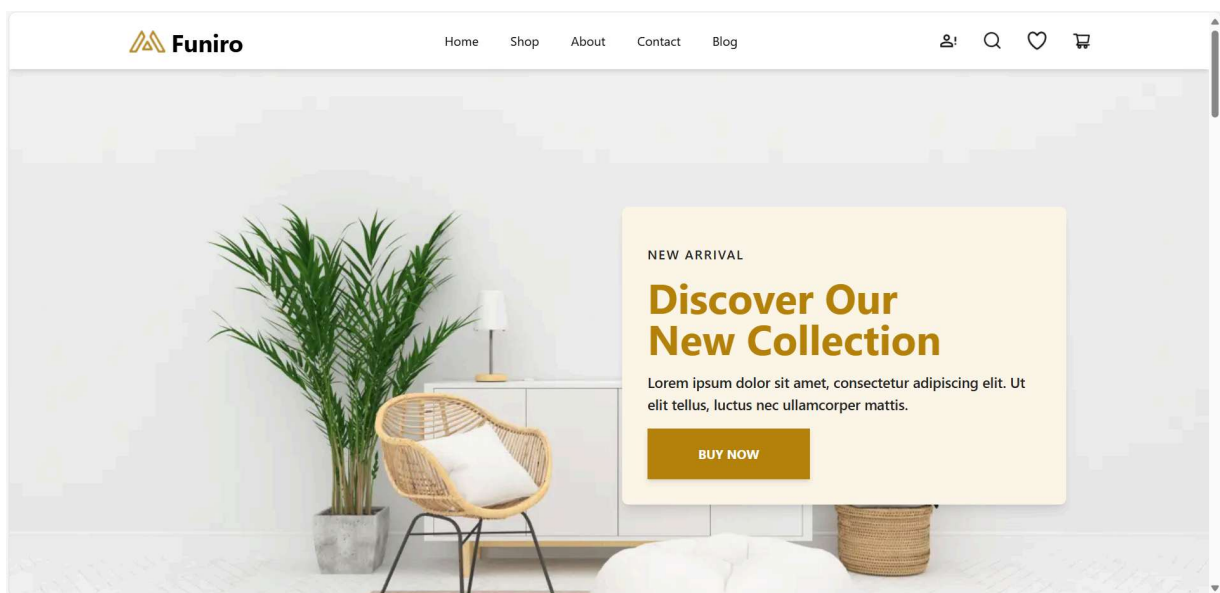 Funiro
Home Shop About Contact Blog
NEW ARRIVAL
Discover Our
New Collection
Lorem ipsum dolor sit amet, consectetur adipiscing elit. Ut
elit tellus, luctus nec ullamcorper mattis.
BUY NOW